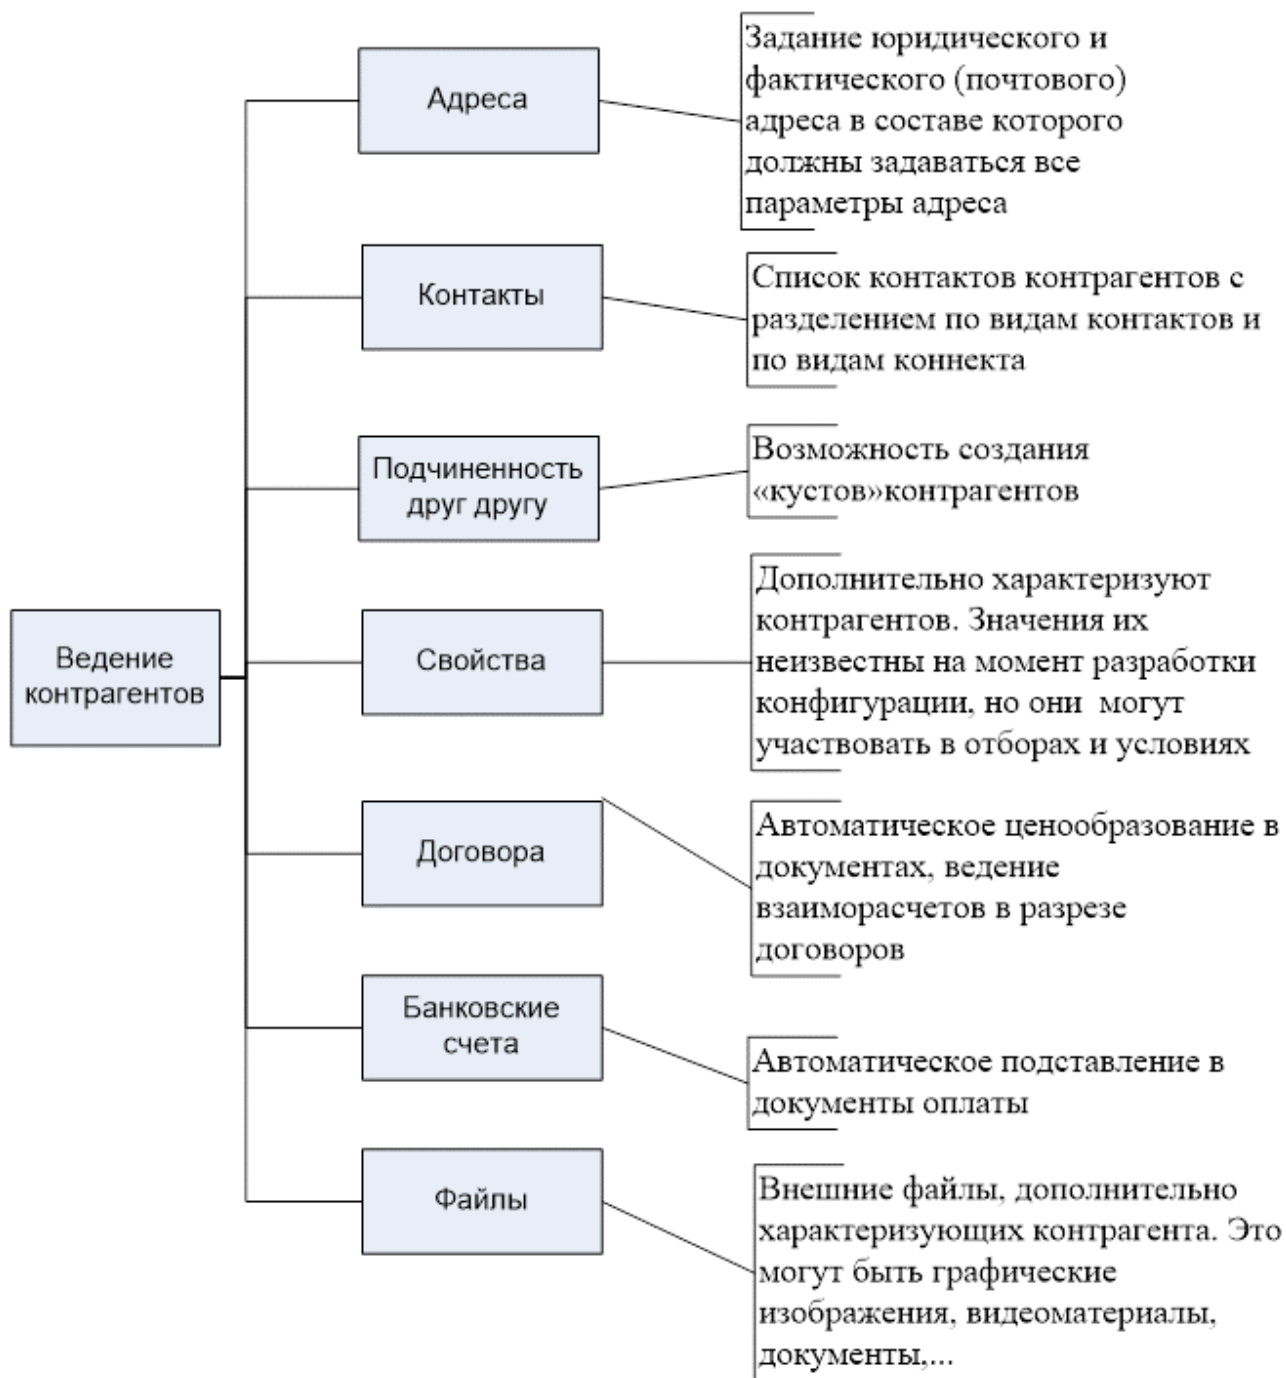 Адреса
Задание юридического и
фактического (почтового)
адреса в составе которого
должны задаваться все
параметры адреса
Контакты
Список контактов контрагентов с
разделением по видам контактов и
по видам коннекта
Подчиненность
друг другу
Возможность создания
«кустов»контрагентов
Ведение
контрагентов
Свойства
Дополнительно характеризуют
контрагентов. Значения их
неизвестны на момент разработки
конфигурации, но они  могут
участвовать в отборах и условиях
Договора
Автоматическое ценообразование в
документах, ведение
взаиморасчетов в разрезе
договоров
Банковские
счета
Автоматическое подставление в
документы оплаты
Файлы
Внешние файлы, дополнительно
характеризующих контрагента. Это
могут быть графические
изображения, видеоматериалы,
документы,...